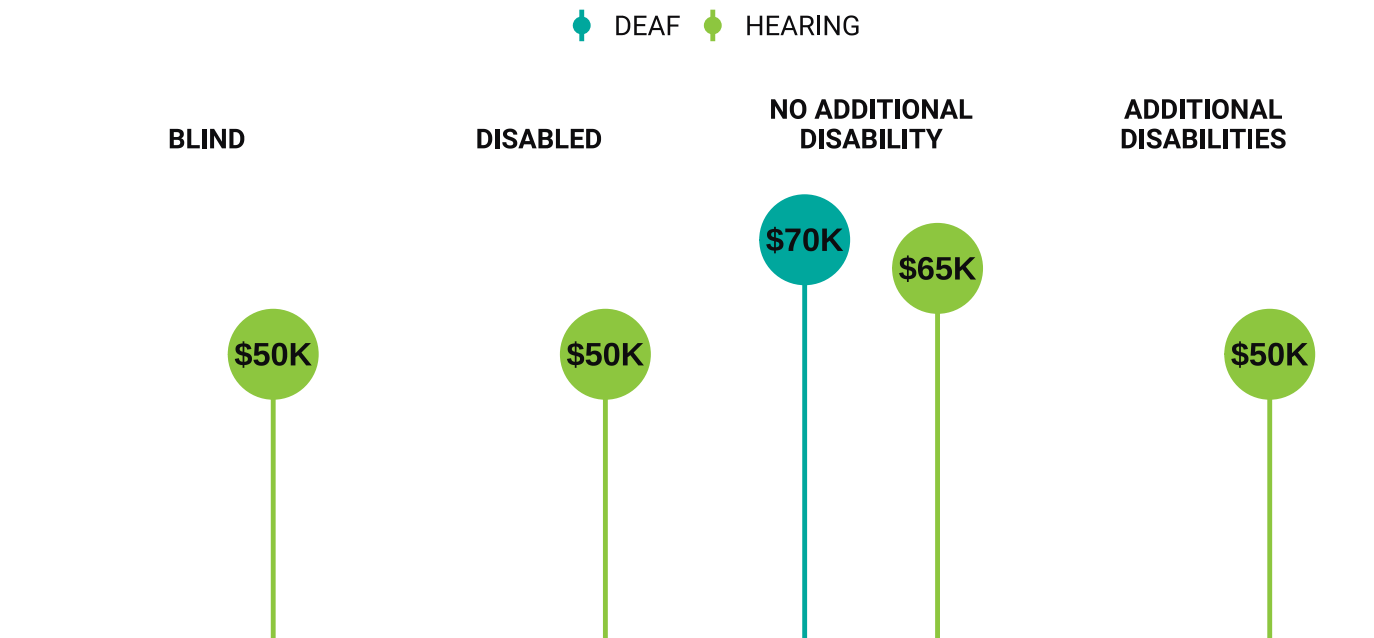 DEAF HEARING
BLIND
DISABLED
NO ADDITIONAL
DISABILITY
ADDITIONAL
DISABILITIES
$70K
$65K
$50K
$50K
$50K